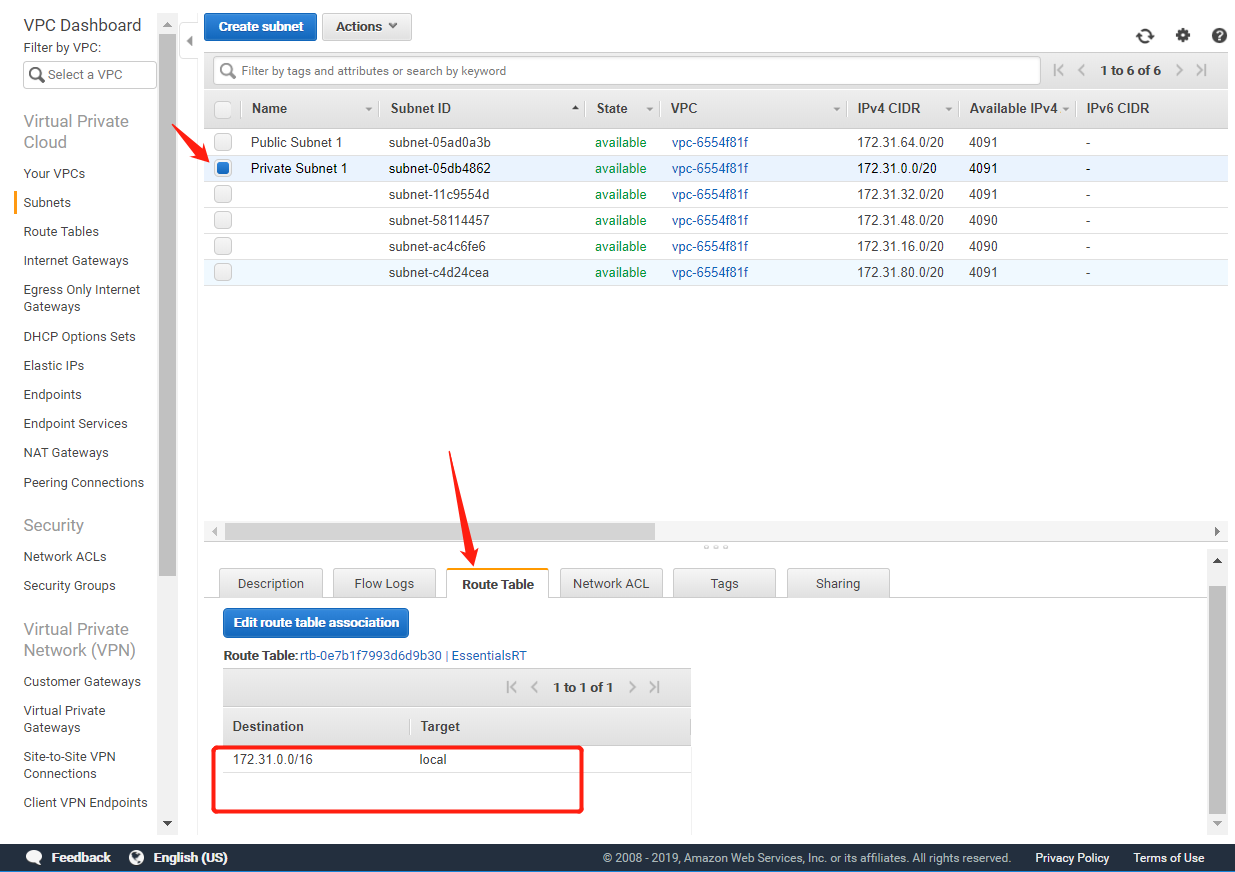 VPC Dashboard
Filter by VPC:
Select a VPC
Virtual Private
Cloud
Your VPCs
Subnets
Route Tables
Internet Gateways
Egress Only Internet
Gateways
DHCP Options Sets
Elastic IPs
Endpoints
Endpoint Services
NAT Gateways
Peering Connections
Security
Network ACLs
Security Groups
Virtual Private
Network (VPN)
Customer Gateways
Virtual Private
Gateways
Site-to-Site VPN
Connections
Client VPN Endpoints
Create subnet Actions
Filter by tags and attributes or search by keyword 1 to 6 of 6
Name Subnet ID State VPC IPv4 CIDR Available IPv4 IPv6 CIDR
Public Subnet 1 subnet-05ad0a3b available vpc-6554f81f 172.31.64.0/20 4091 -
Private Subnet 1 subnet-05db4862 available vpc-6554f81f 172.31.0.0/20 4091 -
subnet-11c9554d available vpc-6554f81f 172.31.32.0/20 4091 -
subnet-58114457 available vpc-6554f81f 172.31.48.0/20 4090 -
subnet-ac4c6fe6 available vpc-6554f81f 172.31.16.0/20 4090 -
subnet-c4d24cea available vpc-6554f81f 172.31.80.0/20 4091 -
Description Flow Logs Route Table Network ACL Tags Sharing
Edit route table association
Route Table: rtb-0e7b1f7993d6d9b30 | EssentialsRT
1 to 1 of 1
Destination Target
172.31.0.0/16 local
Feedback English (US) © 2008 - 2019, Amazon Web Services, Inc. or its affiliates. All rights reserved. Privacy Policy Terms of Use